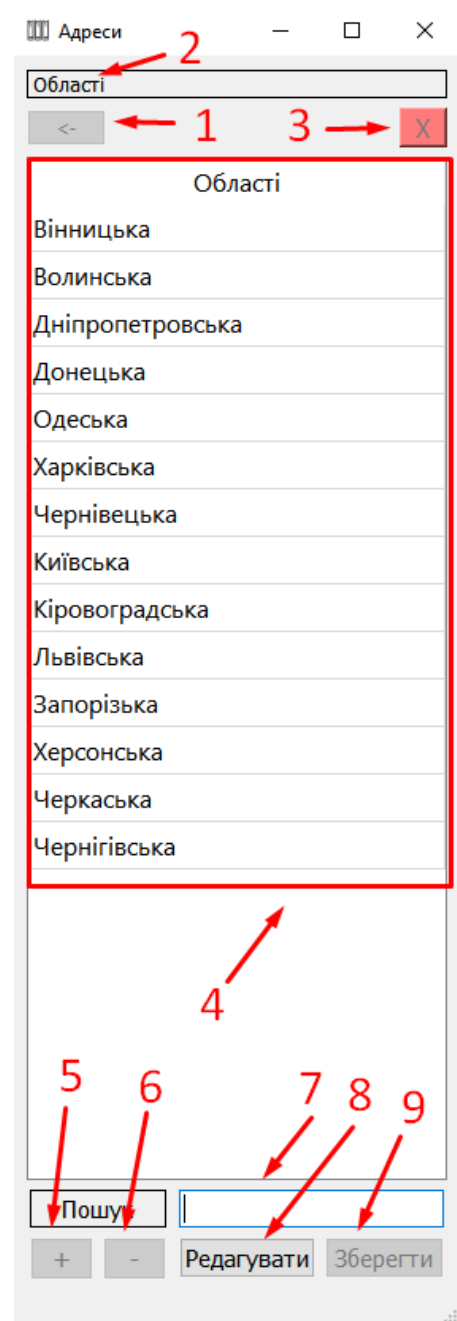 Адреси
2
Області
<- 1 3 X
Області
Вінницька
Волинська
Дніпропетровська
Донецька
Одеська
Харківська
Чернівецька
Київська
Кіровоградська
Львівська
Запорізька
Херсонська
Черкаська
Чернігівська
4
5 6 7 8 9
Пошук
+ - Редагувати Зберегти